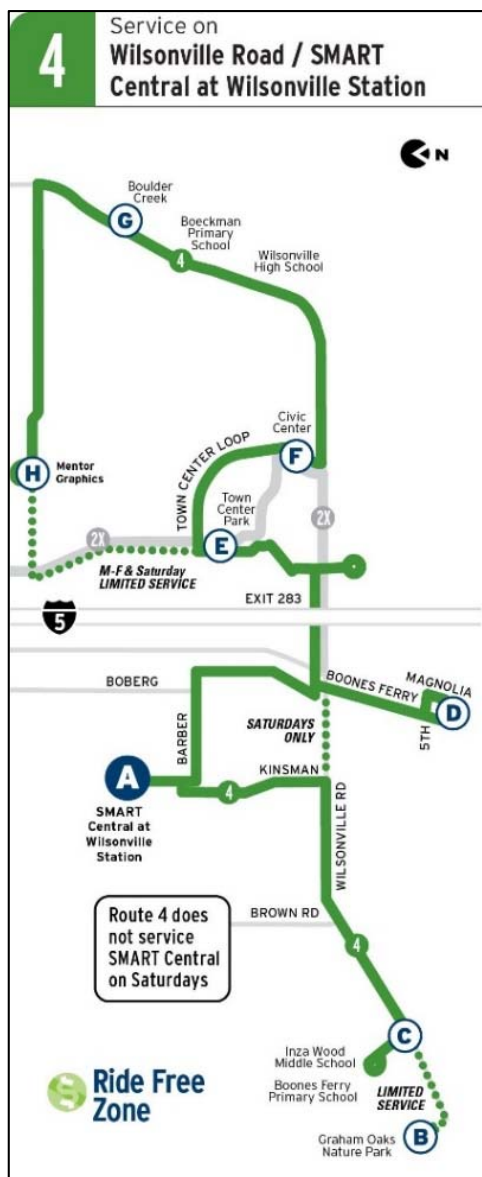 4
Service on
Wilsonville Road / SMART
Central at Wilsonville Station
N
Boulder
Creek
G
Boeckman
Primary
School
4
Wilsonville
High School
Civic
Center
F
TOWN CENTER LOOP
H
Mentor
Graphics
Town
Center
Park
2X
2X
E
M-F & Saturday
LIMITED SERVICE
EXIT 283
5
BOBERG
BOONES FERRY
MAGNOLIA
D
5TH
BARBER
SATURDAYS
ONLY
A
KINSMAN
4
WILSONVILLE RD
SMART
Central at
Wilsonville
Station
Route 4 does
not service
SMART Central
on Saturdays
BROWN RD
4
C
Inza Wood
Middle School
Boones Ferry
Primary School
LIMITED
SERVICE
Graham Oaks
Nature Park
B
Ride Free
Zone